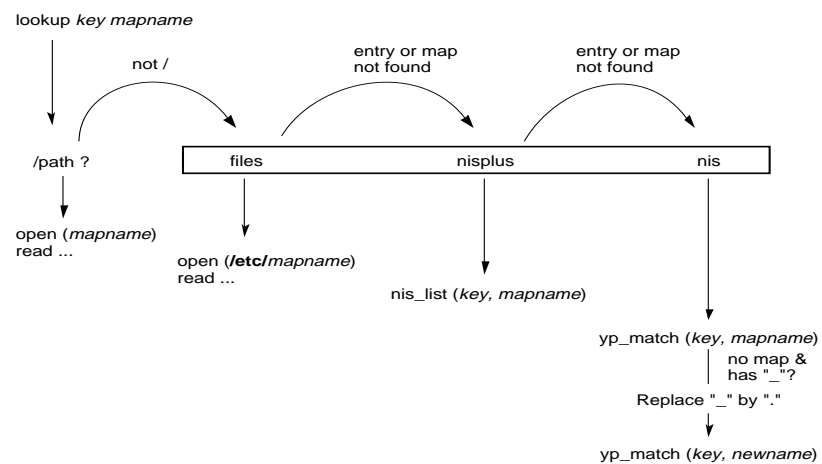 lookup key mapname
not /
entry or map
not found
entry or map
not found
/path ?
files
nisplus
nis
open (mapname)
read ...
open (/etc/mapname)
read ...
nis_list (key, mapname)
yp_match (key, mapname)
no map &
has "_"?
Replace "_" by "."
yp_match (key, newname)